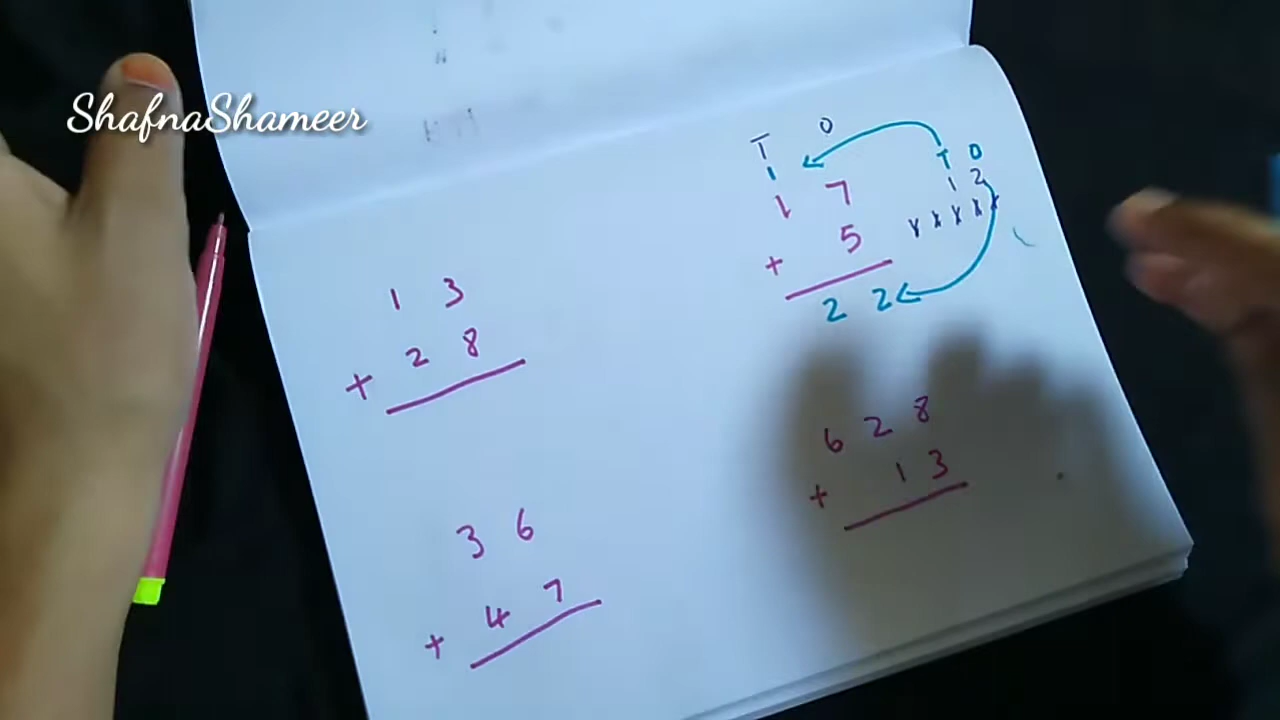 ShafnaShameer
T O
T O
1
1 2
1 7
5
+
2 2
1 3
+ 2 8
6 2 8
+ 1 3
3 6
+ 4 7